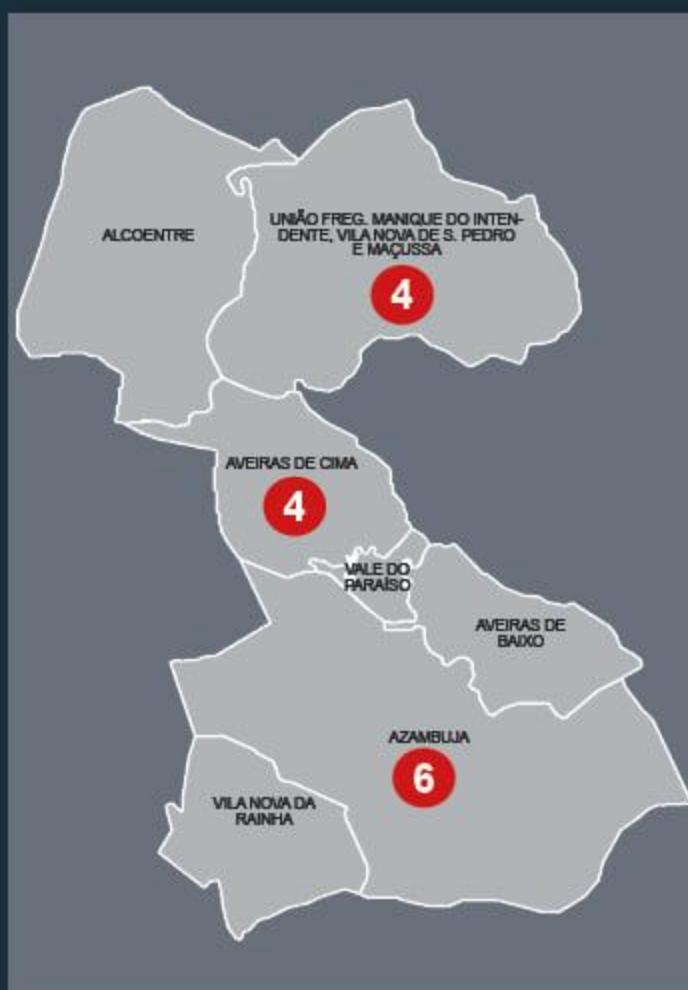 ALCOENTRE
UNIÃO FREG. MANIQUE DO INTEN-
DENTE, VILA NOVA DE S. PEDRO
E MAÇUSSA
4
AVEIRAS DE CIMA
4
VALE DO
PARAÍSO
AVEIRAS DE
BAIXO
AZAMBUJA
6
VILA NOVA DA
RAINHA